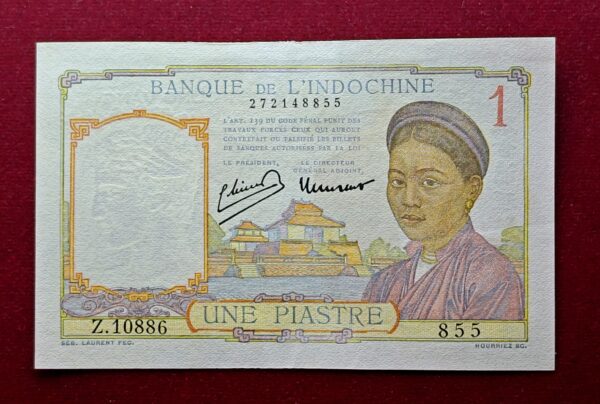 BANQUE DE L'INDOCHINE
272148855
1
L'ART. 139 DU CODE PÉNAL PUNIT DES
TRAVAUX FORCÉS CEUX QUI AURONT
CONTREFAIT OU FALSIFIÉ LES BILLETS
DE BANQUES AUTORISÉES PAR LA LOI
LE PRÉSIDENT, LE DIRECTEUR
GÉNÉRAL ADJOINT,
UNE PIASTRE
Z.10886 855
SÉB. LAURENT FEC. HOURRIEZ SC.